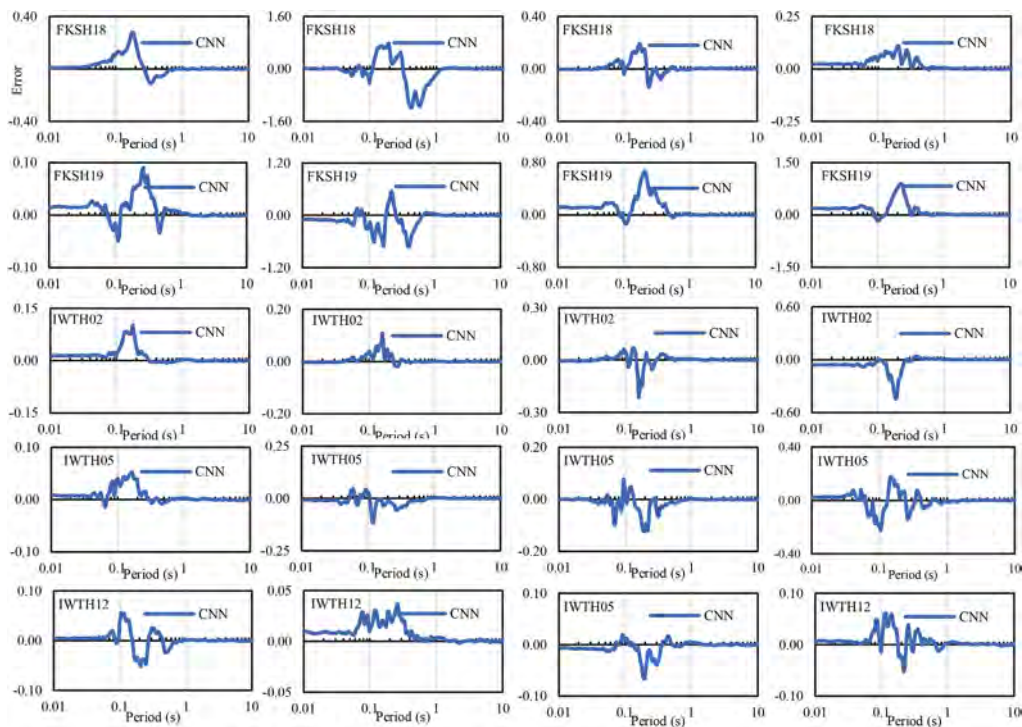 0.40 FKSH18 CNN
Error
-0.40
0.01 0.1 1 10
Period (s)
1.60 FKSH18 CNN
0.00
-1.60
0.01 0.1 1 10
Period (s)
0.40 FKSH18 CNN
0.00
-0.40
0.01 0.1 1 10
Period (s)
0.25 FKSH18 CNN
0.00
-0.25
0.01 0.1 1 10
Period (s)
0.10 FKSH19 CNN
0.00
-0.10
0.01 0.1 1 10
Period (s)
1.20 FKSH19 CNN
0.00
-1.20
0.01 0.1 1 10
Period (s)
0.80 FKSH19 CNN
0.00
-0.80
0.01 0.1 1 10
Period (s)
1.50 FKSH19 CNN
0.00
-1.50
0.01 0.1 1 10
Period (s)
0.15 IWTH02 CNN
0.00
-0.15
0.01 0.1 1 10
Period (s)
0.20 IWTH02 CNN
0.00
-0.20
0.01 0.1 1 10
Period (s)
0.30 IWTH02 CNN
0.00
-0.30
0.01 0.1 1 10
Period (s)
0.60 IWTH02 CNN
0.00
-0.60
0.01 0.1 1 10
Period (s)
0.10 IWTH05 CNN
0.00
-0.10
0.01 0.1 1 10
Period (s)
0.25 IWTH05 CNN
0.00
-0.25
0.01 0.1 1 10
Period (s)
0.20 IWTH05 CNN
0.00
-0.20
0.01 0.1 1 10
Period (s)
0.40 IWTH05 CNN
0.00
-0.40
0.01 0.1 1
Period (s)
0.10 IWTH12 CNN
0.00
-0.10
0.01 0.1 1 10
Period (s)
0.05 IWTH12 CNN
0.00
-0.05
0.01 0.1 1 10
Period (s)
0.10 IWTH05 CNN
0.00
-0.10
0.01 0.1 1 10
Period (s)
0.10 IWTH12 CNN
0.00
-0.10
0.01 0.1 1 10
Period (s)